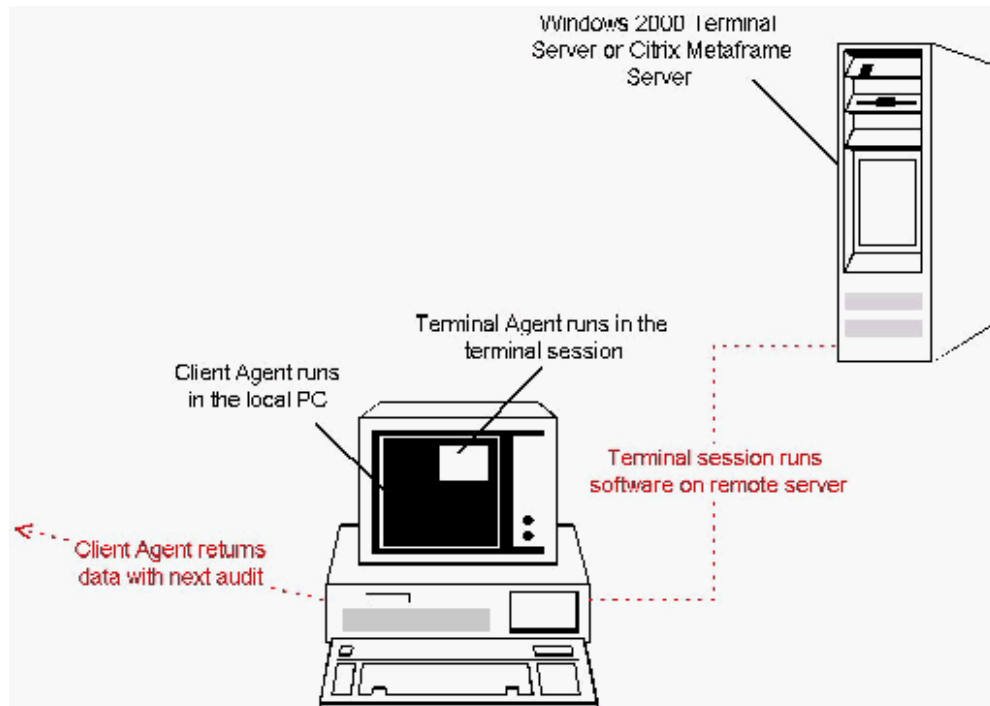 Windows 2000 Terminal
Server or Citrix Metaframe
Server
Terminal Agent runs in the
terminal session
Client Agent runs
in the local PC
Terminal session runs
software on remote server
Client Agent returns
data with next audit